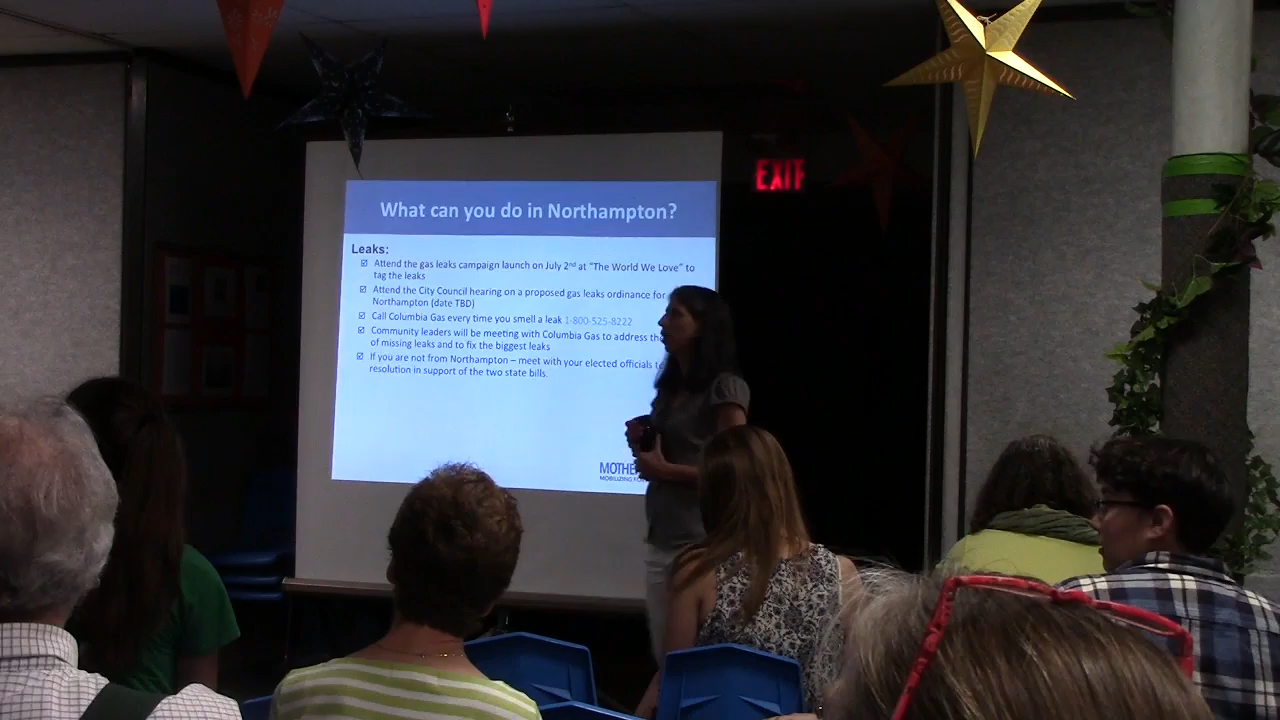 EXIT
What can you do in Northampton?
Leaks:
Attend the gas leaks campaign launch on July 2nd at "The World We Love" to
tag the leaks
Attend the City Council hearing on a proposed gas leaks ordinance for
Northampton (date TBD)
Call Columbia Gas every time you smell a leak 1-800-525-8222
Community leaders will be meeting with Columbia Gas to address the
of missing leaks and to fix the biggest leaks
If you are not from Northampton – meet with your elected officials
resolution in support of the two state bills.
MOTHE
MOBILIZING